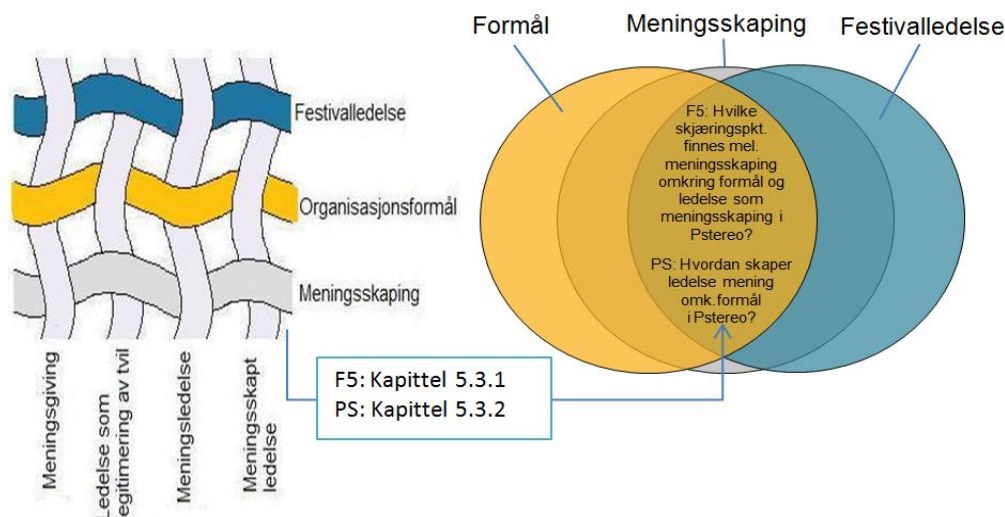 Formål
Meningsskaping
Festivalledelse
Festivalledelse
Organisasjonsformål
Meningsskaping
Meningsgiving
Ledelse som
legitimering av tvil
Meningsledelse
Meningsskapt
ledelse
F5: Kapittel 5.3.1
PS: Kapittel 5.3.2
F5: Hvilke
skjæringspkt.
finnes mel.
meningsskaping
omkring formål og
ledelse som
meningsskaping i
Pstereo?
PS: Hvordan skaper
ledelse mening
omk.formål
i Pstereo?